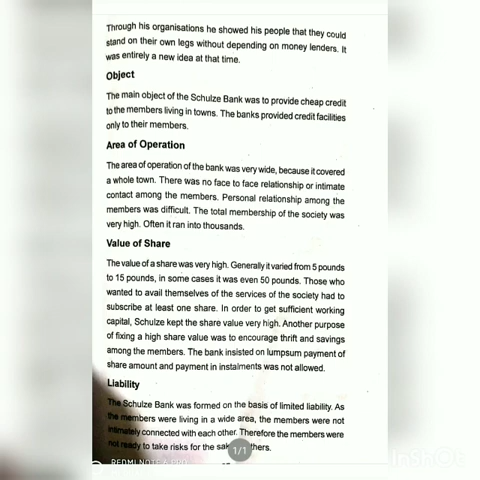 Through his organisations he showed his people that they could
stand on their own legs without depending on money lenders. It
was entirely a new idea at that time.
Object
The main object of the Schulze Bank was to provide cheap credit
to the members living in towns. The banks provided credit facilities
only to their members.
Area of Operation
The area of operation of the bank was very wide, because it covered
a whole town. There was no face to face relationship or intimate
contact among the members. Personal relationship among the
members was difficult. The total membership of the society was
very high. Often it ran into thousands.
Value of Share
The value of a share was very high. Generally it varied from 5 pounds
to 15 pounds, in some cases it was even 50 pounds. Those who
wanted to avail themselves of the services of the society had to
subscribe at least one share. In order to get sufficient working
capital, Schulze kept the share value very high. Another purpose
of fixing a high share value was to encourage thrift and savings
among the members. The bank insisted on lumpsum payment of
share amount and payment in instalments was not allowed.
Liability
The Schulze Bank was formed on the basis of limited liability. As
the members were living in a wide area, the members were not
intimately connected with each other. Therefore the members were
not ready to take risks for the hers.
1/1
REDMI NOTE
InShOt